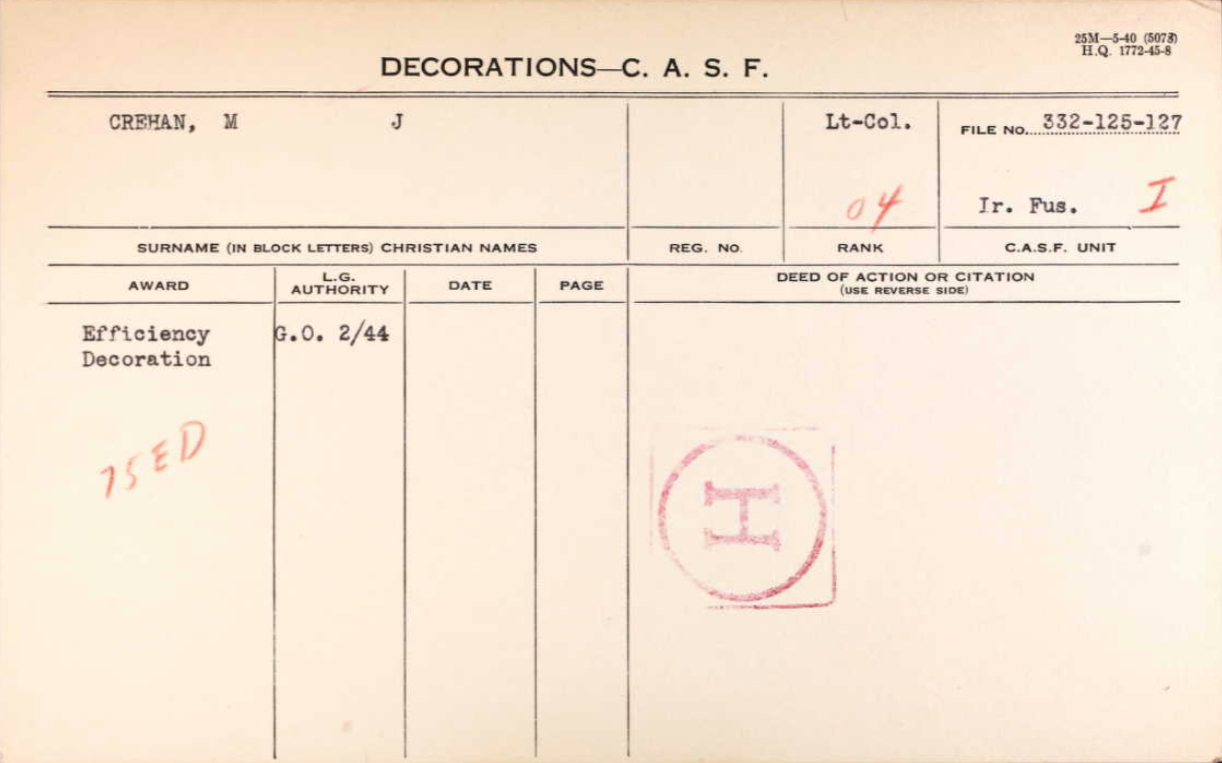 25M—5-40 (5073)
H.Q. 1772-45-8
DECORATIONS—C. A. S. F.
CREHAN, M J Lt-Col. FILE NO. 332-125-127
04 Ir. Fus. I
SURNAME (IN BLOCK LETTERS) CHRISTIAN NAMES REG. NO. RANK C.A.S.F. UNIT
AWARD L.G. AUTHORITY DATE PAGE DEED OF ACTION OR CITATION
(USE REVERSE SIDE)
Efficiency G.O. 2/44
Decoration
75ED
H